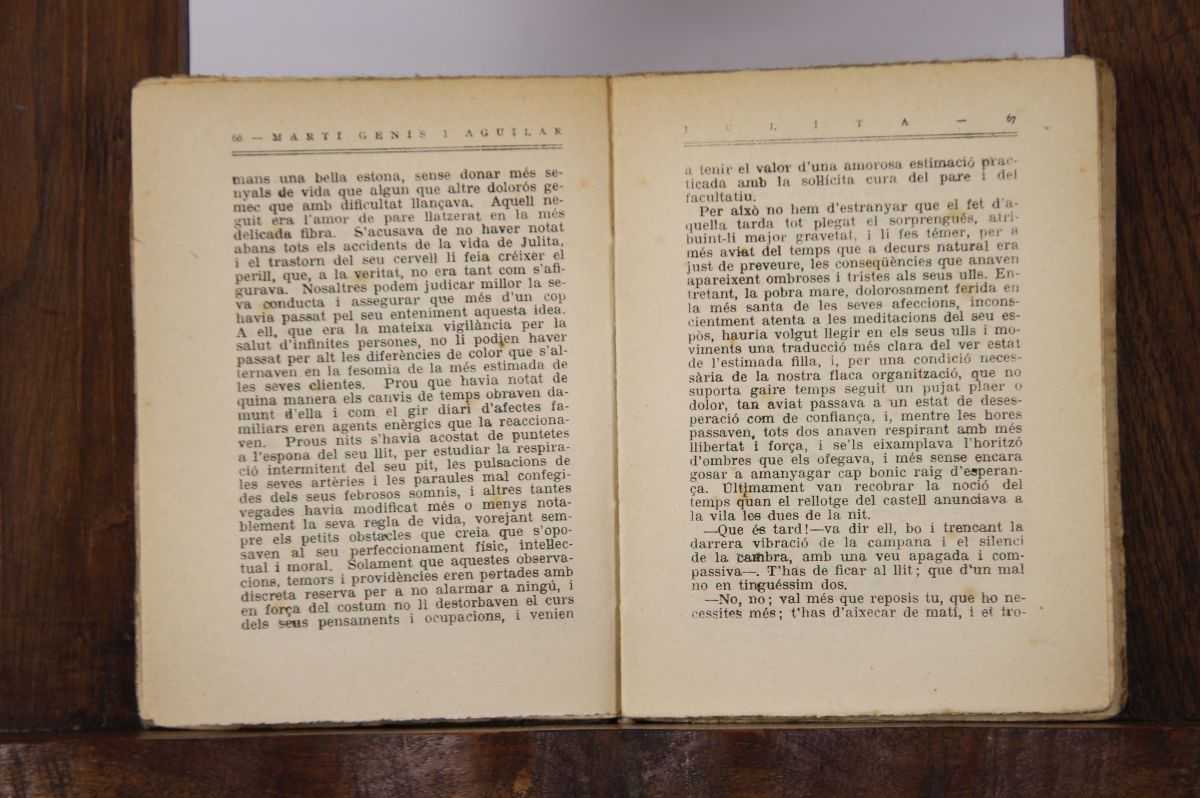 66 — MARTÍ GENÍS I AGUILAR
mans una bella estona, sense donar més se-
nyals de vida que algun que altre dolorós ge-
mec que amb dificultat llançava. Aquell ne-
guit era l'amor de pare llatzerat en la més
delicada fibra. S'acusava de no haver notat
abans tots els accidents de la vida de Julita,
i el trastorn del seu cervell li feia créixer el
perill, que, a la veritat, no era tant com s'afi-
gurava. Nosaltres podem judicar millor la se-
va conducta i assegurar que més d'un cop
havia passat pel seu enteniment aquesta idea.
A ell, que era la mateixa vigilància per la
salut d'infinites persones, no li podien haver
passat per alt les diferències de color que s'al-
ternaven en la fesomia de la més estimada de
les seves clientes. Prou que havia notat de
quina manera els canvis de temps obraven da-
munt d'ella i com el gir diari d'afectes fa-
miliars eren agents enèrgics que la reacciona-
ven. Prous nits s'havia acostat de puntetes
a l'espona del seu llit, per estudiar la respira-
ció intermitent del seu pit, les pulsacions de
les seves artèries i les paraules mal confegi-
des dels seus febrosos somnis, i altres tantes
vegades havia modificat més o menys nota-
blement la seva regla de vida, vorejant sem-
pre els petits obstacles que creia que s'opo-
saven al seu perfeccionament físic, intel·lec-
tual i moral. Solament que aquestes observa-
cions, temors i providències eren pertades amb
discreta reserva per a no alarmar a ningú, i
en força del costum no li destorbaven el curs
dels seus pensaments i ocupacions, i venien
JULITA — 67
a tenir el valor d'una amorosa estimació prac-
ticada amb la sol·lícita cura del pare i del
facultatiu.
Per això no hem d'estranyar que el fet d'a-
quella tarda tot plegat el sorprengués, atri-
buint-li major gravetat, i li fes témer, per a
més aviat del temps que a decurs natural era
just de preveure, les conseqüències que anaven
apareixent ombroses i tristes als seus ulls. En-
tretant, la pobra mare, dolorosament ferida en
la més santa de les seves afeccions, incons-
cientment atenta a les meditacions del seu es-
pòs, hauria volgut llegir en els seus ulls i mo-
viments una traducció més clara del ver estat
de l'estimada filla, i, per una condició neces-
sària de la nostra flaca organització, que no
suporta gaire temps seguit un pujat plaer o
dolor, tan aviat passava a un estat de deses-
peració com de confiança, i, mentre les hores
passaven, tots dos anaven respirant amb més
llibertat i força, i se'ls eixamplava l'horitzó
d'ombres que els ofegava, i més sense encara
gosar a amanyagar cap bonic raig d'esperan-
ça. Últimament van recobrar la noció del
temps quan el rellotge del castell anunciava a
la vila les dues de la nit.
—Que és tard!—va dir ell, bo i trencant la
darrera vibració de la campana i el silenci
de la cambra, amb una veu apagada i com-
passiva—. T'has de ficar al llit; que d'un mal
no en tinguéssim dos.
—No, no; val més que reposis tu, que ho ne-
cessites més; t'has d'aixecar de matí, i et tro-